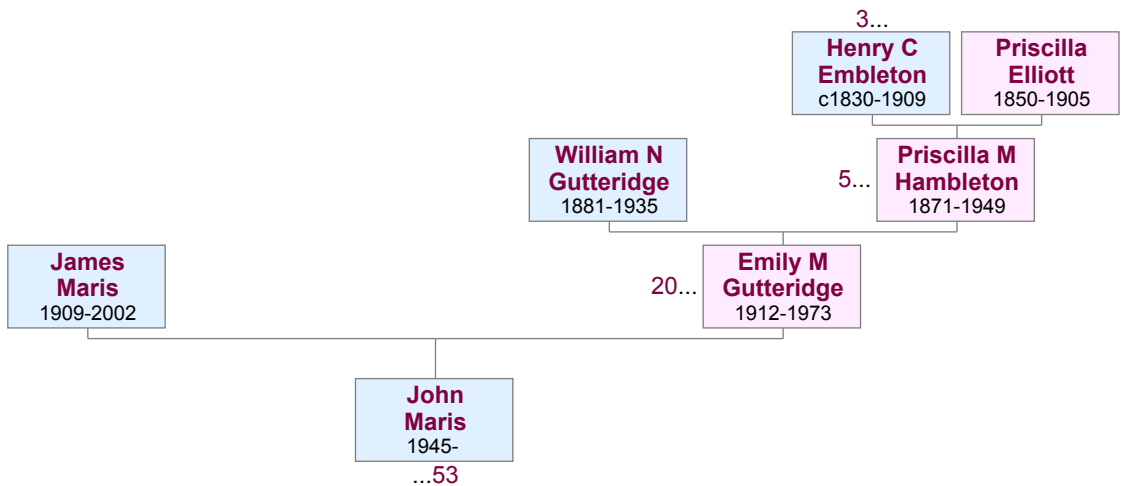 3...
Henry C
Embleton
c1830-1909
Priscilla
Elliott
1850-1905
William N
Gutteridge
1881-1935
5...
Priscilla M
Hambleton
1871-1949
James
Maris
1909-2002
20...
Emily M
Gutteridge
1912-1973
John
Maris
1945-
...53